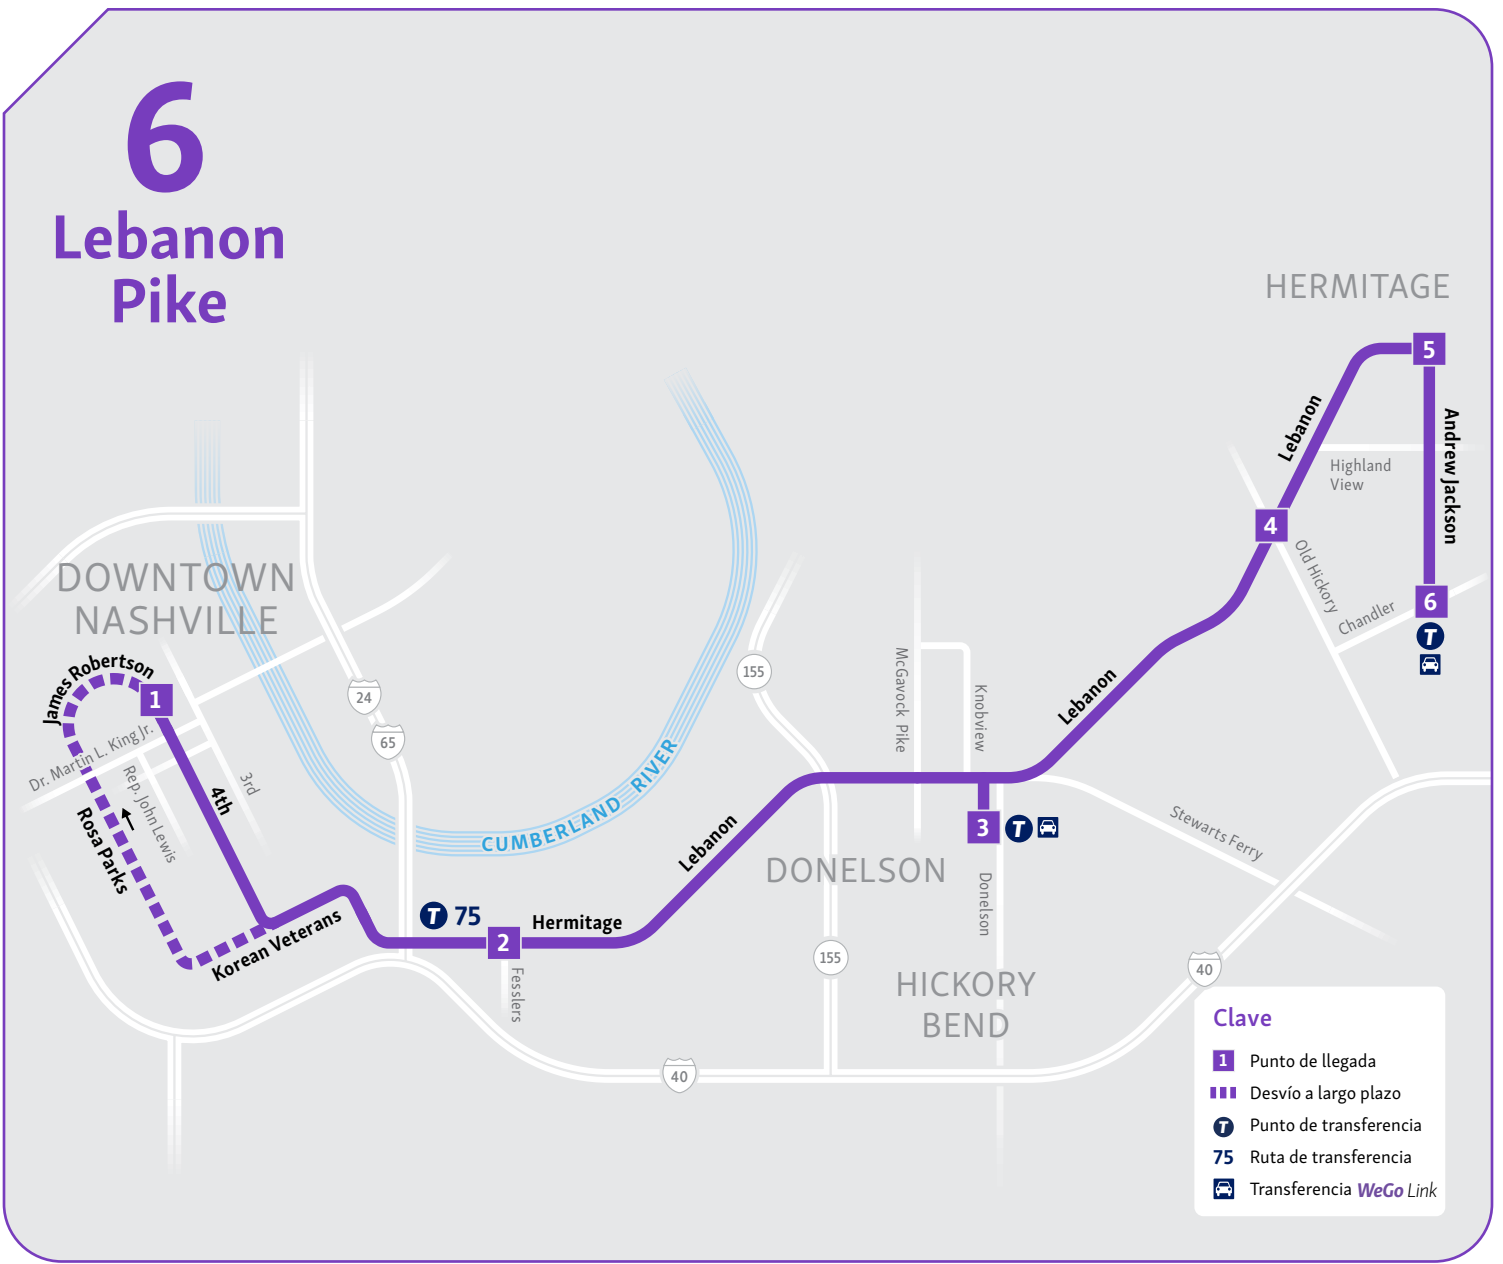 6
Lebanon
Pike
HERMITAGE
5
Lebanon
Andrew Jackson
Highland
View
4
Old Hickory
6
T
Chandler
DOWNTOWN
NASHVILLE
James Robertson
1
Dr. Martin L. King Jr.
Rep. John Lewis
3rd
4th
Rosa Parks
Korean Veterans
24
65
CUMBERLAND RIVER
155
McGavock Pike
Knobview
Lebanon
Lebanon
3
T
Stewarts Ferry
DONELSON
Donelson
T 75
2
Hermitage
Fesslers
155
HICKORY
BEND
40
40
Clave
1 Punto de llegada
Desvío a largo plazo
T Punto de transferencia
75 Ruta de transferencia
Transferencia WeGo Link